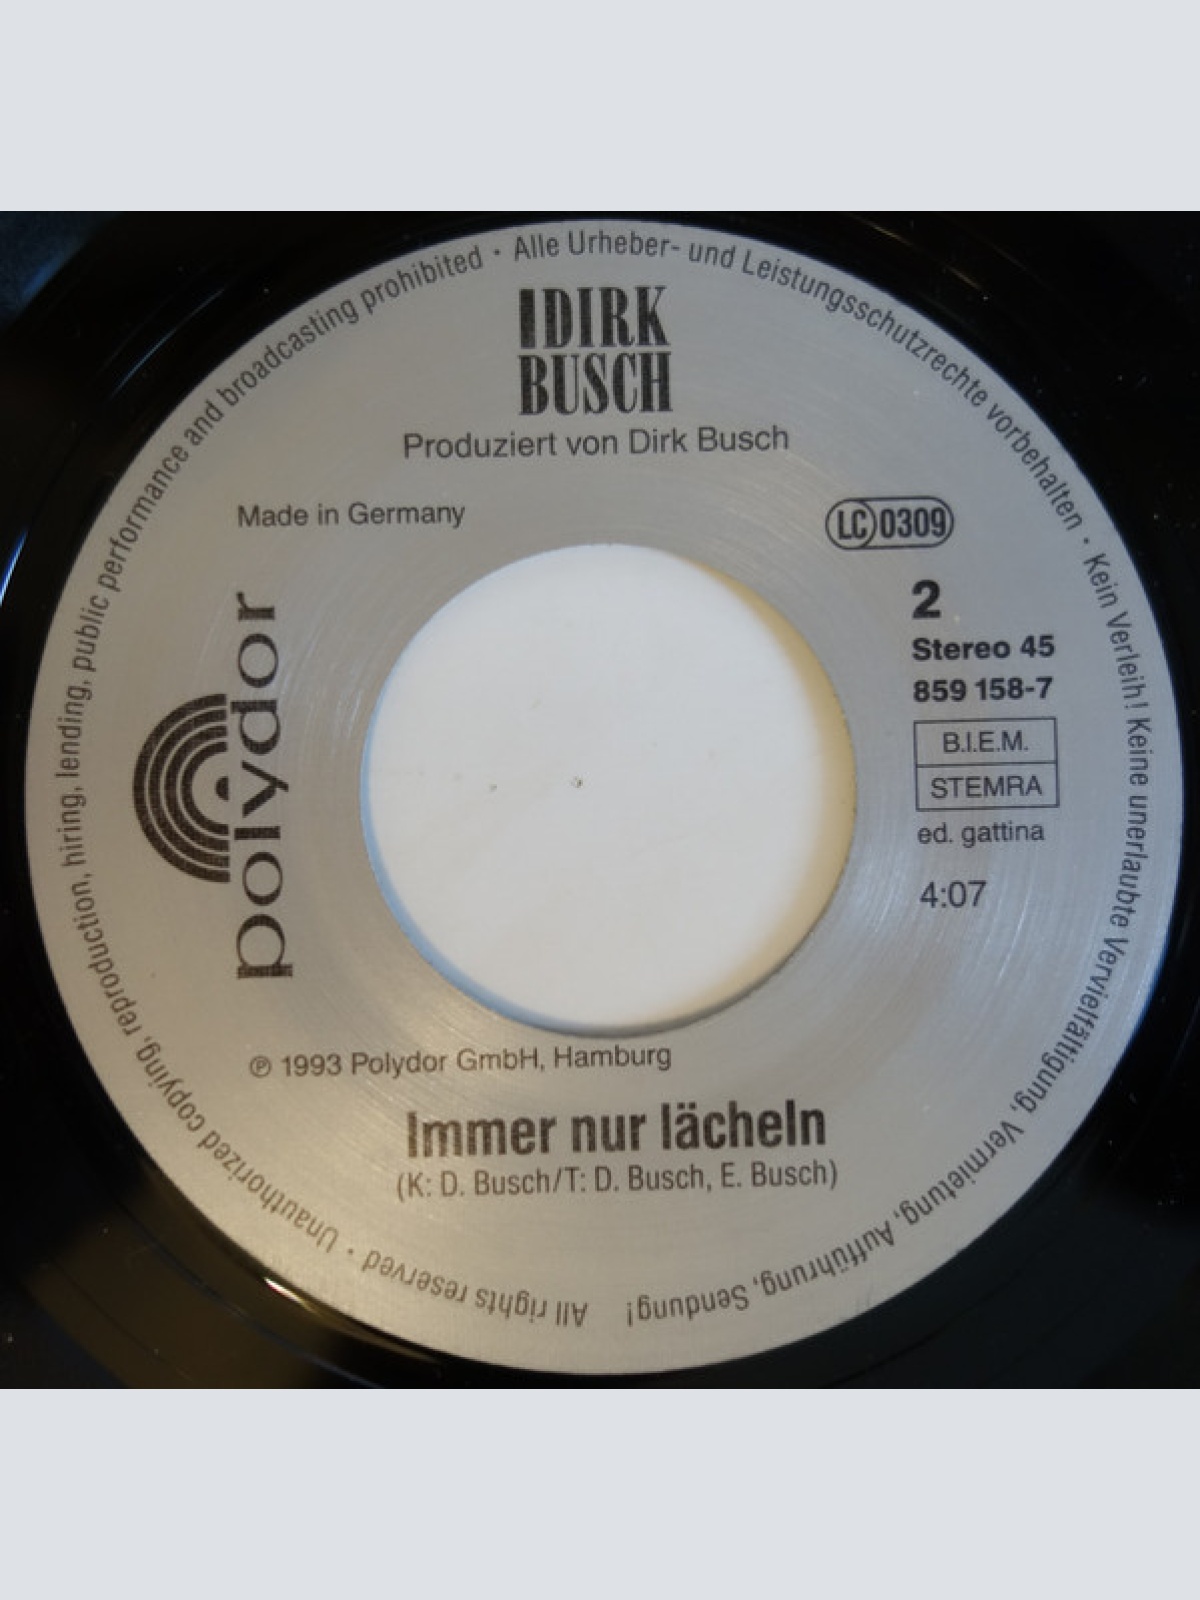 DIRK
BUSCH
Produziert von Dirk Busch
Made in Germany
LC 0309
polydor
2
Stereo 45
859 158-7
B.I.E.M.
STEMRA
ed. gattina
4:07
℗ 1993 Polydor GmbH, Hamburg
Immer nur lächeln
(K: D. Busch/T: D. Busch, E. Busch)
All rights reserved · Unauthorized copying, reproduction, hiring, lending, public performance and broadcasting prohibited · Alle Urheber- und Leistungsschutzrechte vorbehalten · Kein Verleih! Keine unerlaubte Vervielfältigung, Vermietung, Aufführung, Sendung!